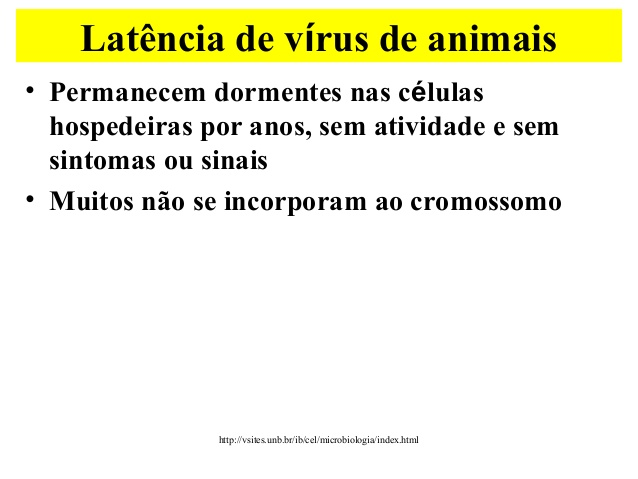 Latência de vírus de animais
• Permanecem dormentes nas células
hospedeiras por anos, sem atividade e sem
sintomas ou sinais
• Muitos não se incorporam ao cromossomo
http://vsites.unb.br/ib/cel/microbiologia/index.html